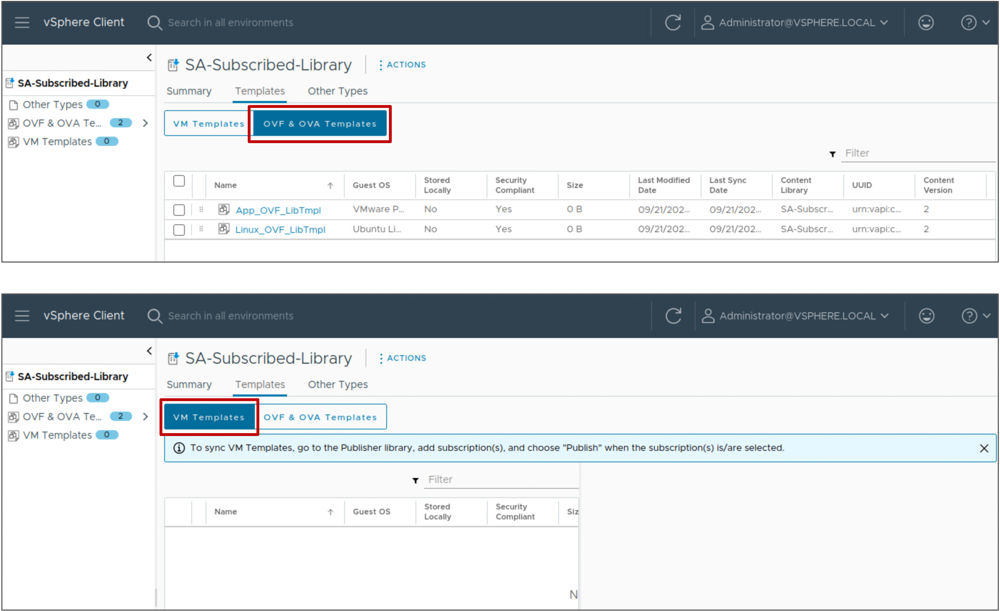 vSphere Client Search in all environments Administrator@VSPHERE.LOCAL
SA-Subscribed-Library ACTIONS
SA-Subscribed-Library
Summary Templates Other Types
Other Types 0
OVF & OVA Te... 2
VM Templates 0
VM Templates OVF & OVA Templates
Filter
Name Guest OS Stored Locally Security Compliant Size Last Modified Date Last Sync Date Content Library UUID Content Version
App_OVF_LibTmpl VMware P... No Yes 0 B 09/21/202... 09/21/202... SA-Subscr... urn:vapi:c... 2
Linux_OVF_LibTmpl Ubuntu Li... No Yes 0 B 09/21/202... 09/21/202... SA-Subscr... urn:vapi:c... 2
vSphere Client Search in all environments Administrator@VSPHERE.LOCAL
SA-Subscribed-Library ACTIONS
SA-Subscribed-Library
Summary Templates Other Types
Other Types 0
OVF & OVA Te... 2
VM Templates 0
VM Templates OVF & OVA Templates
To sync VM Templates, go to the Publisher library, add subscription(s), and choose "Publish" when the subscription(s) is/are selected.
Filter
Name Guest OS Stored Locally Security Compliant Siz
N